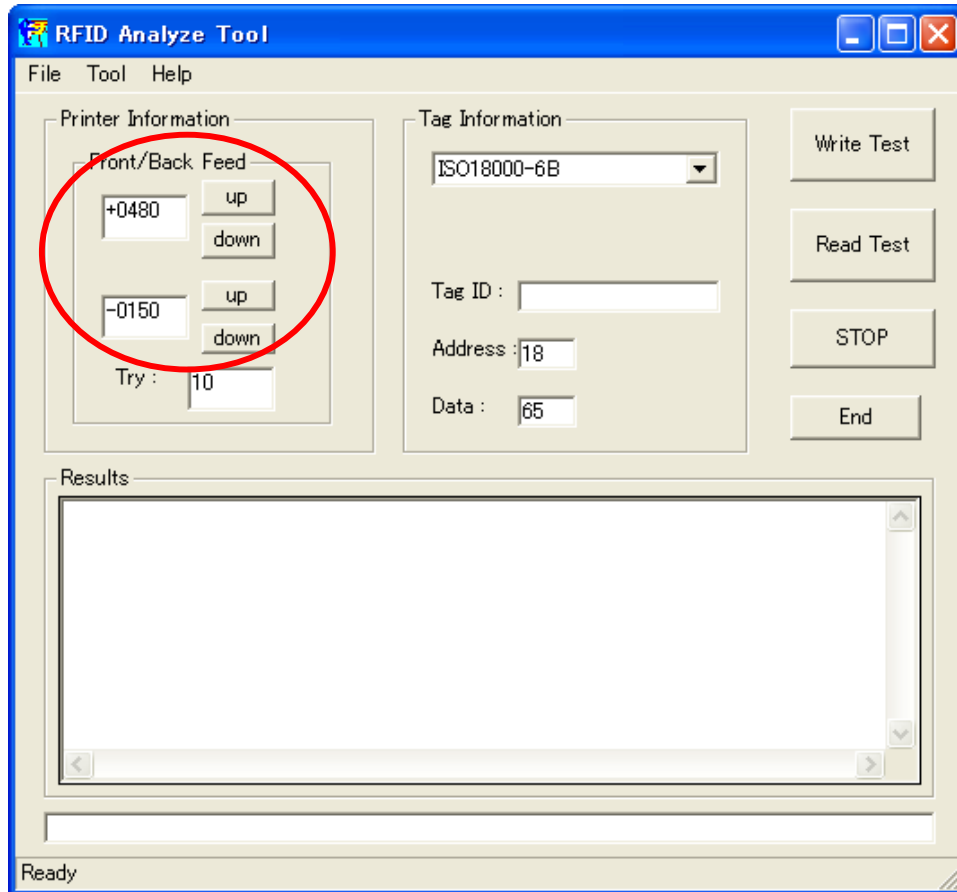 RFID Analyze Tool
File Tool Help
Printer Information
Front/Back Feed
+0480
up
down
-0150
up
down
Try :
10
Tag Information
ISO18000-6B
Tag ID :
Address :
18
Data :
65
Write Test
Read Test
STOP
End
Results
Ready